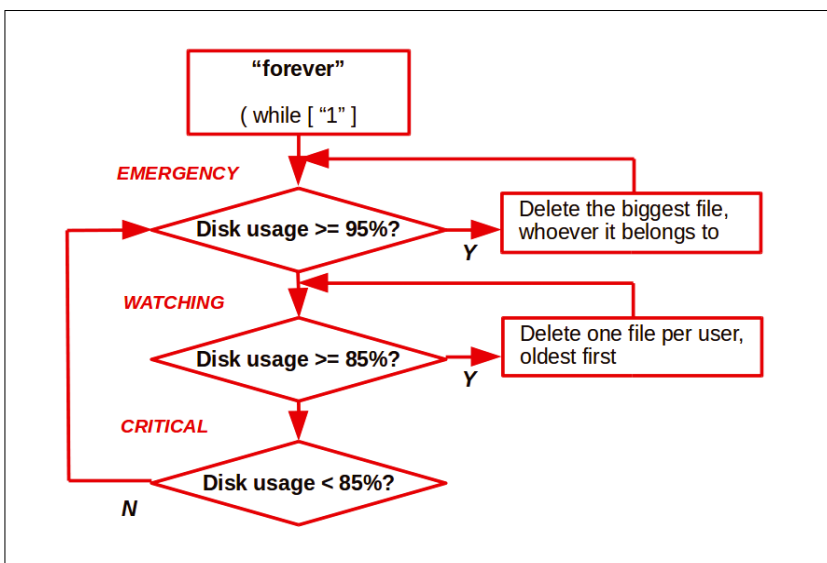 “forever”
( while [ “1” ]
EMERGENCY
Disk usage >= 95%?
Y
Delete the biggest file,
whoever it belongs to
WATCHING
Disk usage >= 85%?
Y
Delete one file per user,
oldest first
CRITICAL
Disk usage < 85%?
N